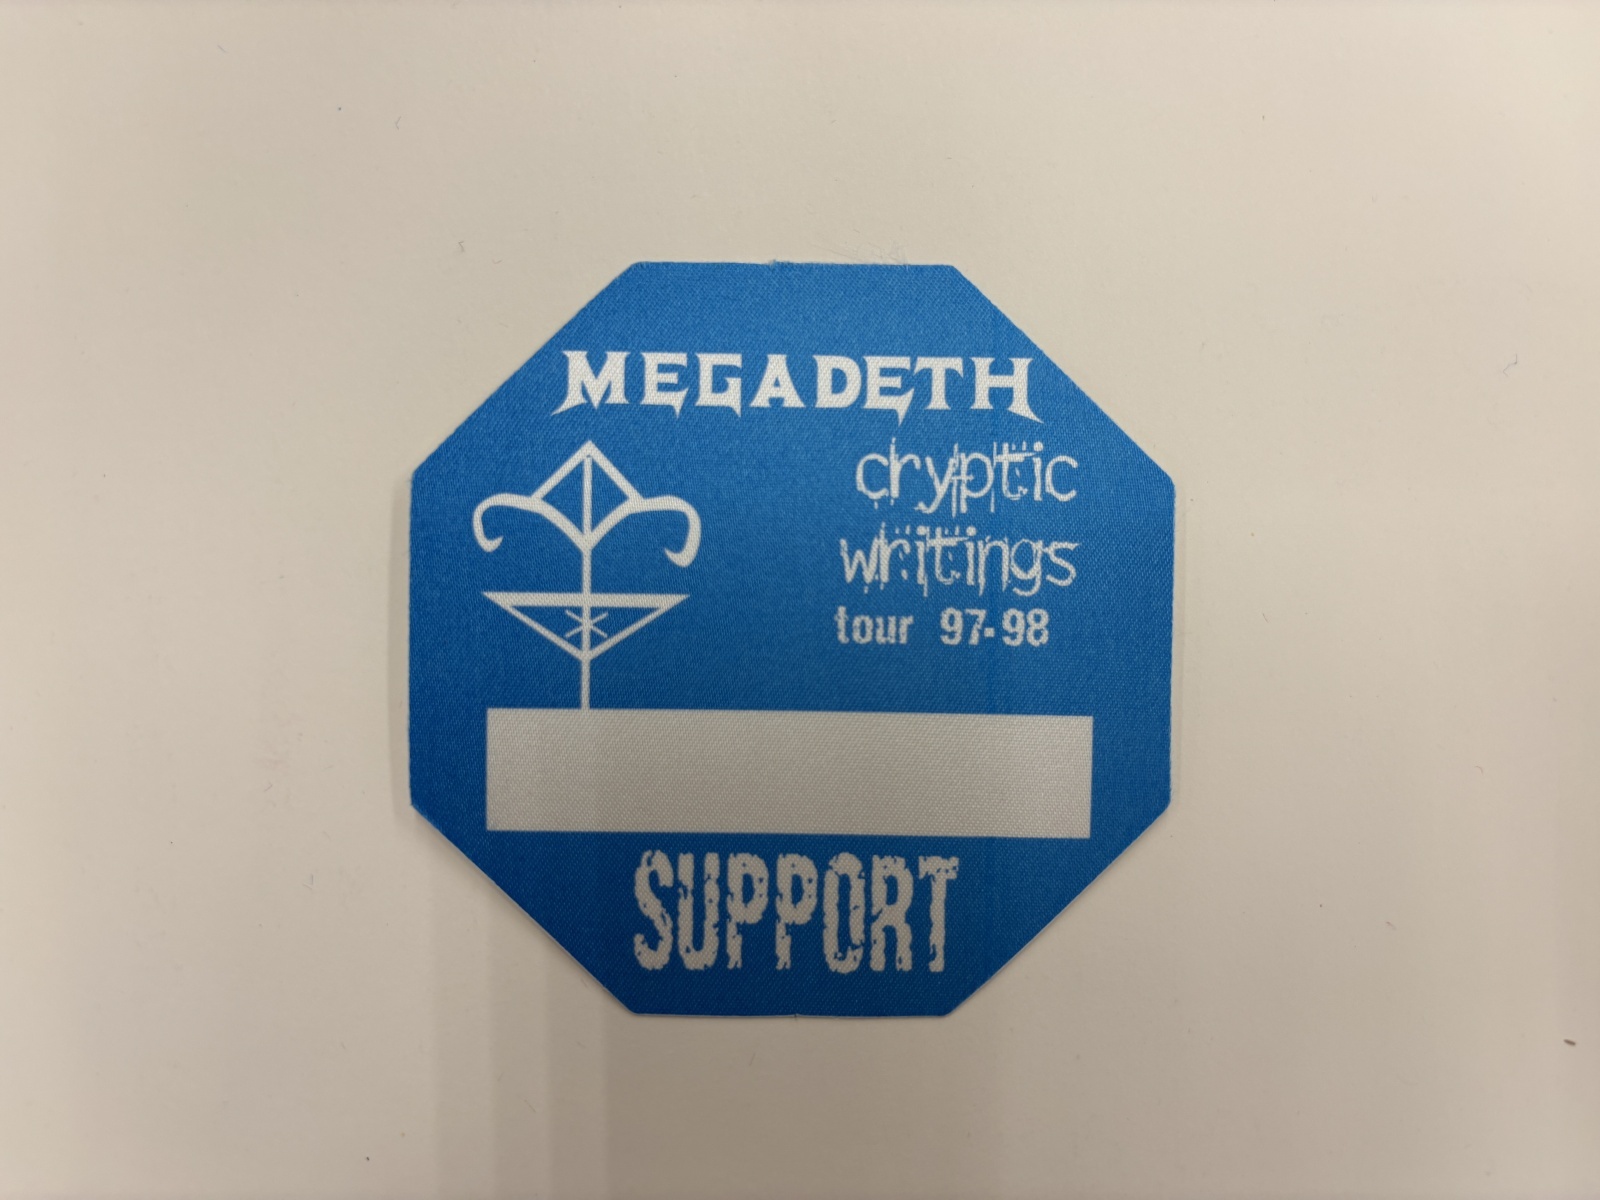 MEGADETH
cryptic
writings
tour 97-98
SUPPORT